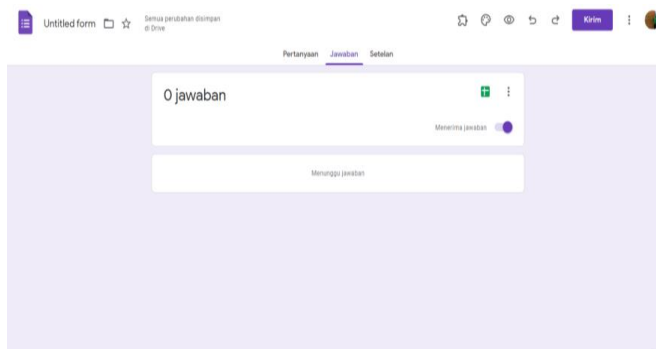 Untitled form
Semua perubahan disimpan
di Drive
Kirim
Pertanyaan Jawaban Setelan
0 jawaban
Menerima jawaban
Menunggu jawaban